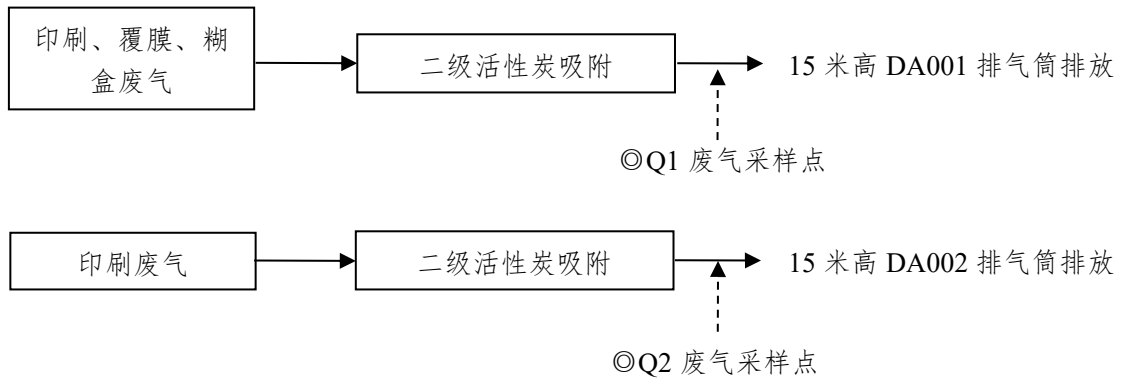 印刷、覆膜、糊
盒废气
二级活性炭吸附
15 米高 DA001 排气筒排放
◎Q1 废气采样点
印刷废气
二级活性炭吸附
15 米高 DA002 排气筒排放
◎Q2 废气采样点